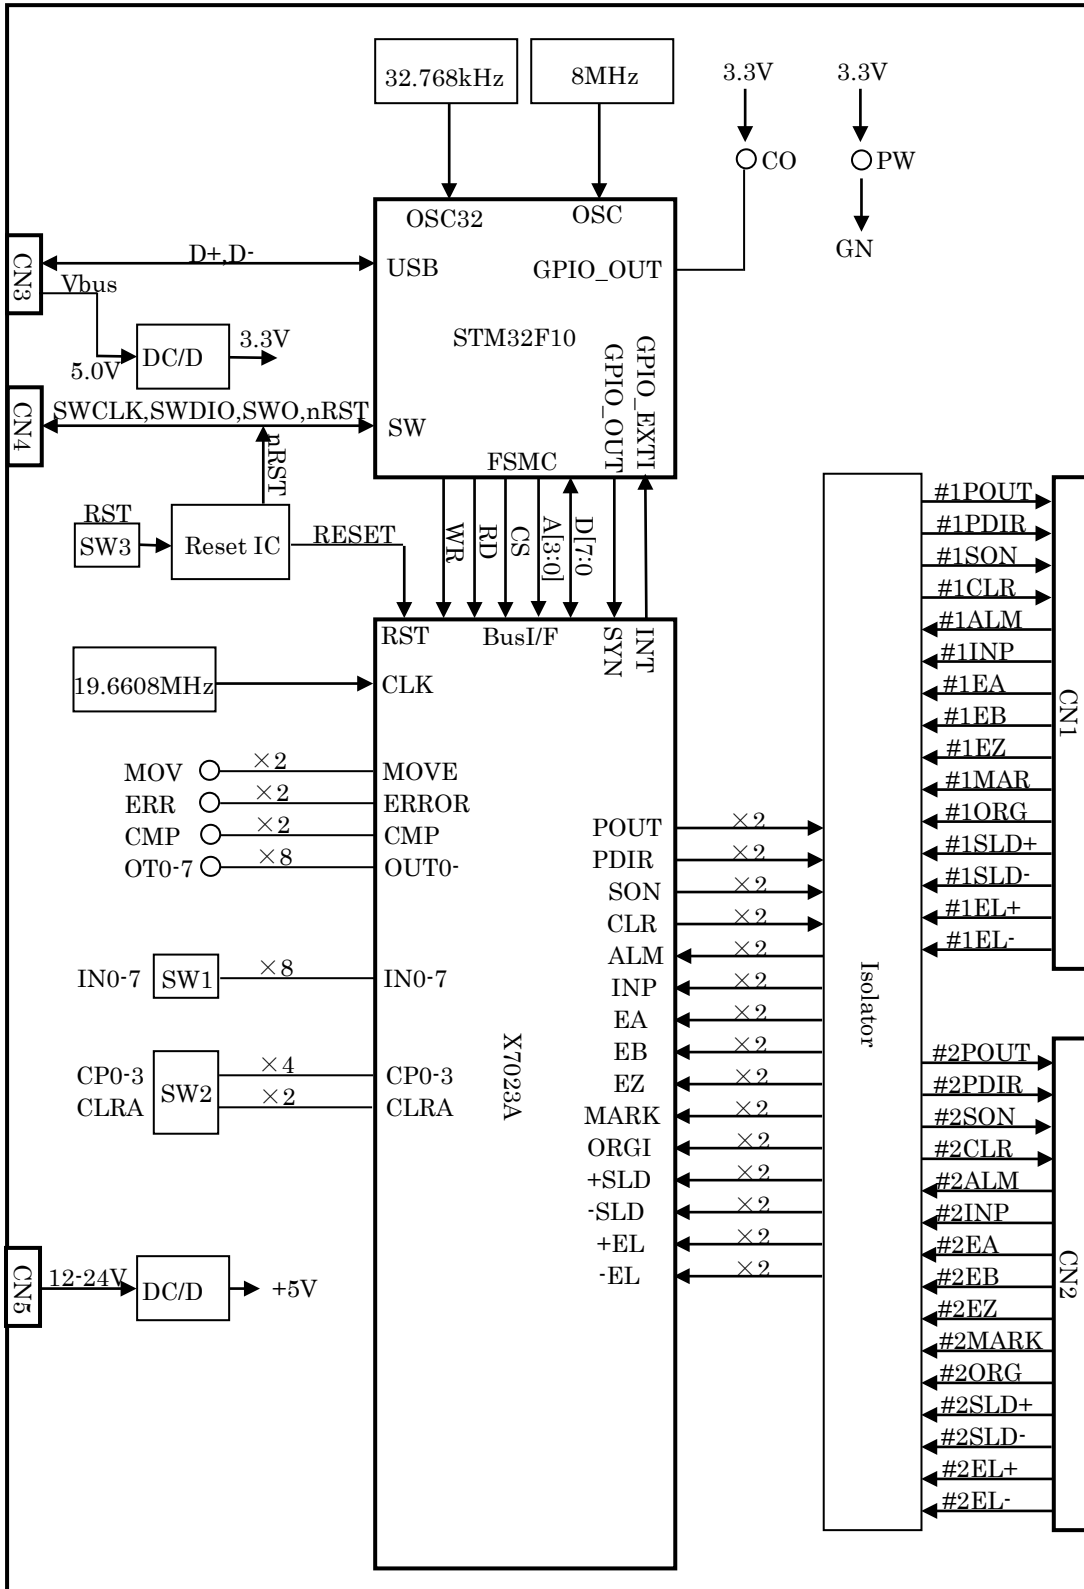 32.768kHz
8MHz
3.3V
3.3V
CO
PW
GN
OSC32
OSC
CN3
D+,D-
USB
GPIO_OUT
Vbus
STM32F10
5.0V
DC/D
3.3V
GPIO_OUT
GPIO_EXTI
CN4
SWCLK,SWDIO,SWO,nRST
SW
nRST
FSMC
RST
SW3
Reset IC
RESET
WR
RD
CS
A[3:0]
D[7:0
RST
BusI/F
SYN
INT
19.6608MHz
CLK
MOV
×2
MOVE
ERR
×2
ERROR
CMP
×2
CMP
OT0-7
×8
OUT0-
IN0-7
SW1
×8
IN0-7
CP0-3
SW2
×4
CP0-3
CLRA
×2
CLRA
X7023A
CN5
12-24V
DC/D
+5V
POUT
×2
PDIR
×2
SON
×2
CLR
×2
ALM
×2
INP
×2
EA
×2
EB
×2
EZ
×2
MARK
×2
ORGI
×2
+SLD
×2
-SLD
×2
+EL
×2
-EL
×2
Isolator
#1POUT
#1PDIR
#1SON
#1CLR
#1ALM
#1INP
#1EA
#1EB
#1EZ
#1MAR
#1ORG
#1SLD+
#1SLD-
#1EL+
#1EL-
CN1
#2POUT
#2PDIR
#2SON
#2CLR
#2ALM
#2INP
#2EA
#2EB
#2EZ
#2MARK
#2ORG
#2SLD+
#2SLD-
#2EL+
#2EL-
CN2